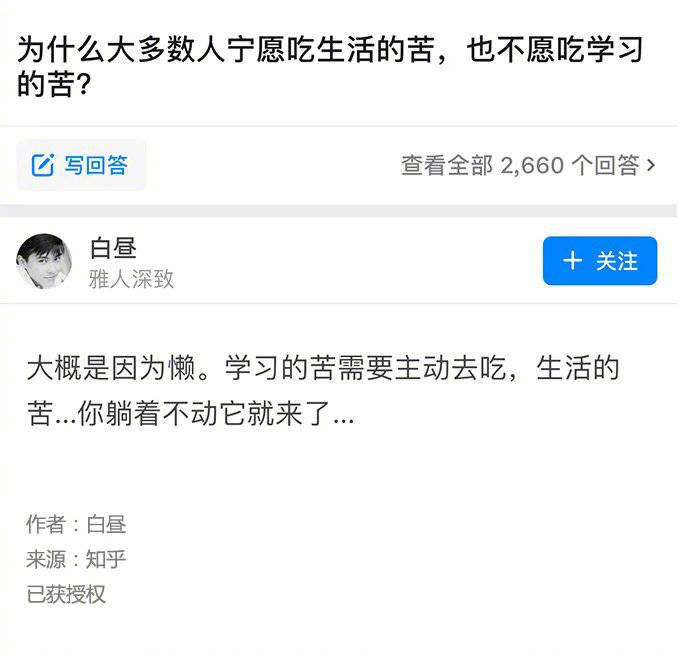 为什么大多数人宁愿吃生活的苦，也不愿吃学习
的苦？
写回答
查看全部 2,660 个回答 >
白昼
雅人深致
+ 关注
大概是因为懒。学习的苦需要主动去吃，生活的
苦...你躺着不动它就来了...
作者：白昼
来源：知乎
已获授权